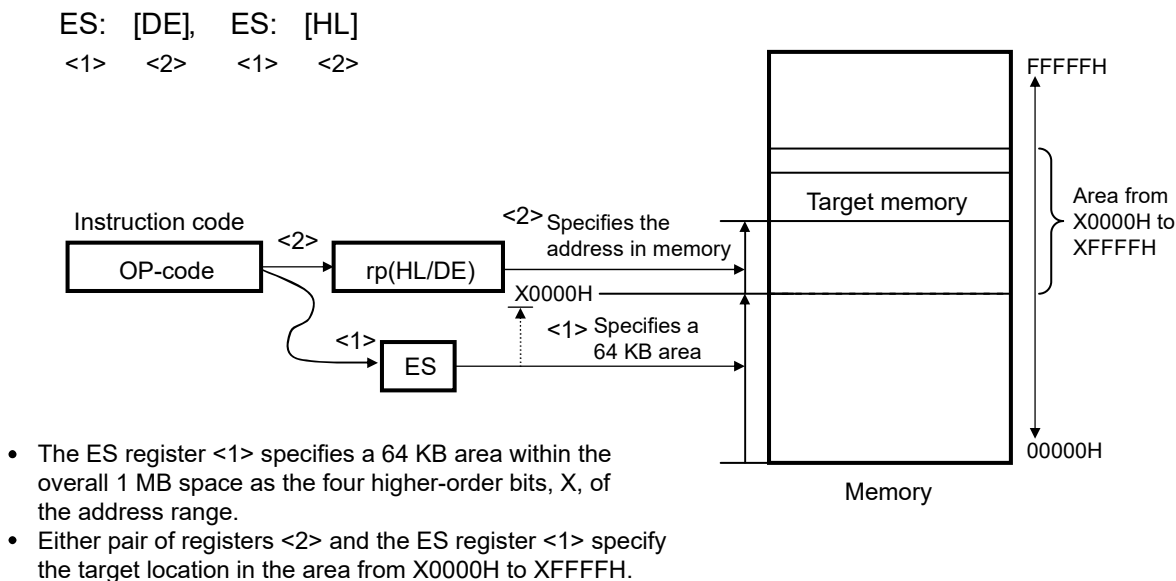 ES: [DE], ES: [HL]
<1> <2> <1> <2>
FFFFFH
Target memory
Area from
X0000H to
XFFFFH
Instruction code
<2>
OP-code
rp(HL/DE)
<2> Specifies the
address in memory
X0000H
<1>
ES
<1> Specifies a
64 KB area
00000H
Memory
• The ES register <1> specifies a 64 KB area within the
overall 1 MB space as the four higher-order bits, X, of
the address range.
• Either pair of registers <2> and the ES register <1> specify
the target location in the area from X0000H to XFFFFH.